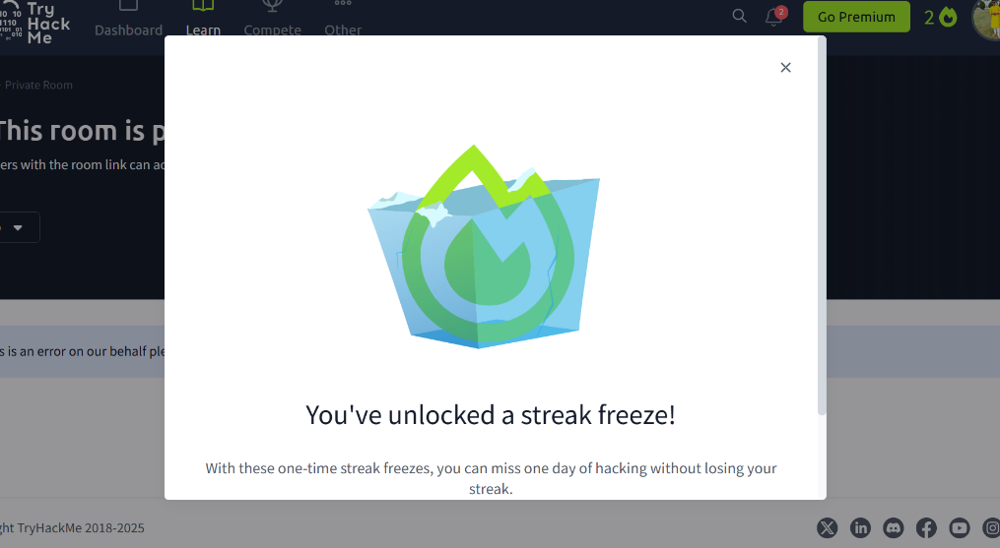 Try
Hack
Me
Dashboard
Learn
Compete
Other
2
Go Premium
2
Private Room
This room is p
ers with the room link can ac
You've unlocked a streak freeze!
With these one-time streak freezes, you can miss one day of hacking without losing your
streak.
s is an error on our behalf ple
ght TryHackMe 2018-2025